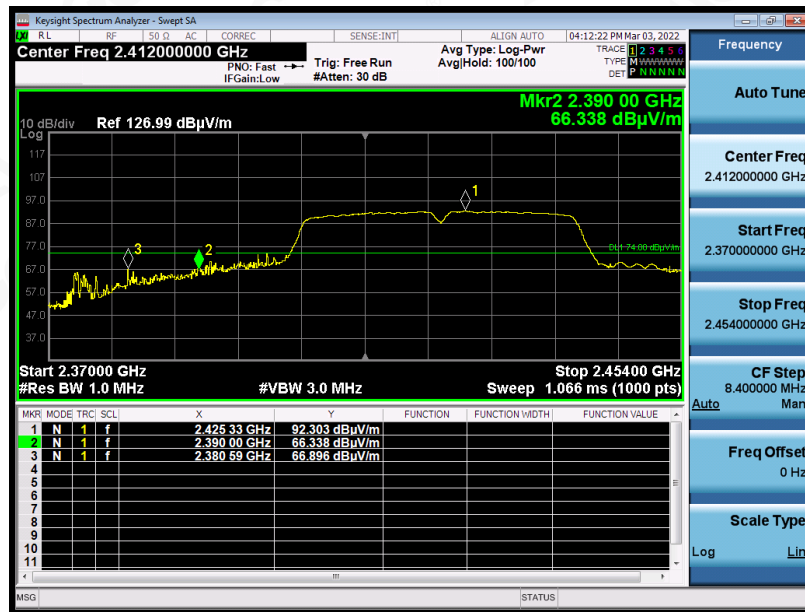 Keysight Spectrum Analyzer - Swept SA
LXI RL RF 50 Ω AC CORREC SENSE:INT ALIGN AUTO 04:12:22 PM Mar 03, 2022
Center Freq 2.412000000 GHz
PNO: Fast
IFGain:Low
Trig: Free Run
#Atten: 30 dB
Avg Type: Log-Pwr
Avg|Hold: 100/100
TRACE 1 2 3 4 5 6
TYPE M WWWWW
DET P N N N N N
Mkr2 2.390 00 GHz
66.338 dBµV/m
10 dB/div Ref 126.99 dBµV/m
Log
117
107
97.0
87.0
77.0
67.0
57.0
47.0
37.0
1
2
3
DL1 74.00 dBµV/m
Start 2.37000 GHz Stop 2.45400 GHz
#Res BW 1.0 MHz #VBW 3.0 MHz Sweep 1.066 ms (1000 pts)
MKR MODE TRC SCL X Y FUNCTION FUNCTION WIDTH FUNCTION VALUE
1 N 1 f 2.425 33 GHz 92.303 dBµV/m
2 N 1 f 2.390 00 GHz 66.338 dBµV/m
3 N 1 f 2.380 59 GHz 66.896 dBµV/m
4
5
6
7
8
9
10
11
MSG STATUS
Frequency
Auto Tune
Center Freq
2.412000000 GHz
Start Freq
2.370000000 GHz
Stop Freq
2.454000000 GHz
CF Step
8.400000 MHz
Auto Man
Freq Offset
0 Hz
Scale Type
Log Lin